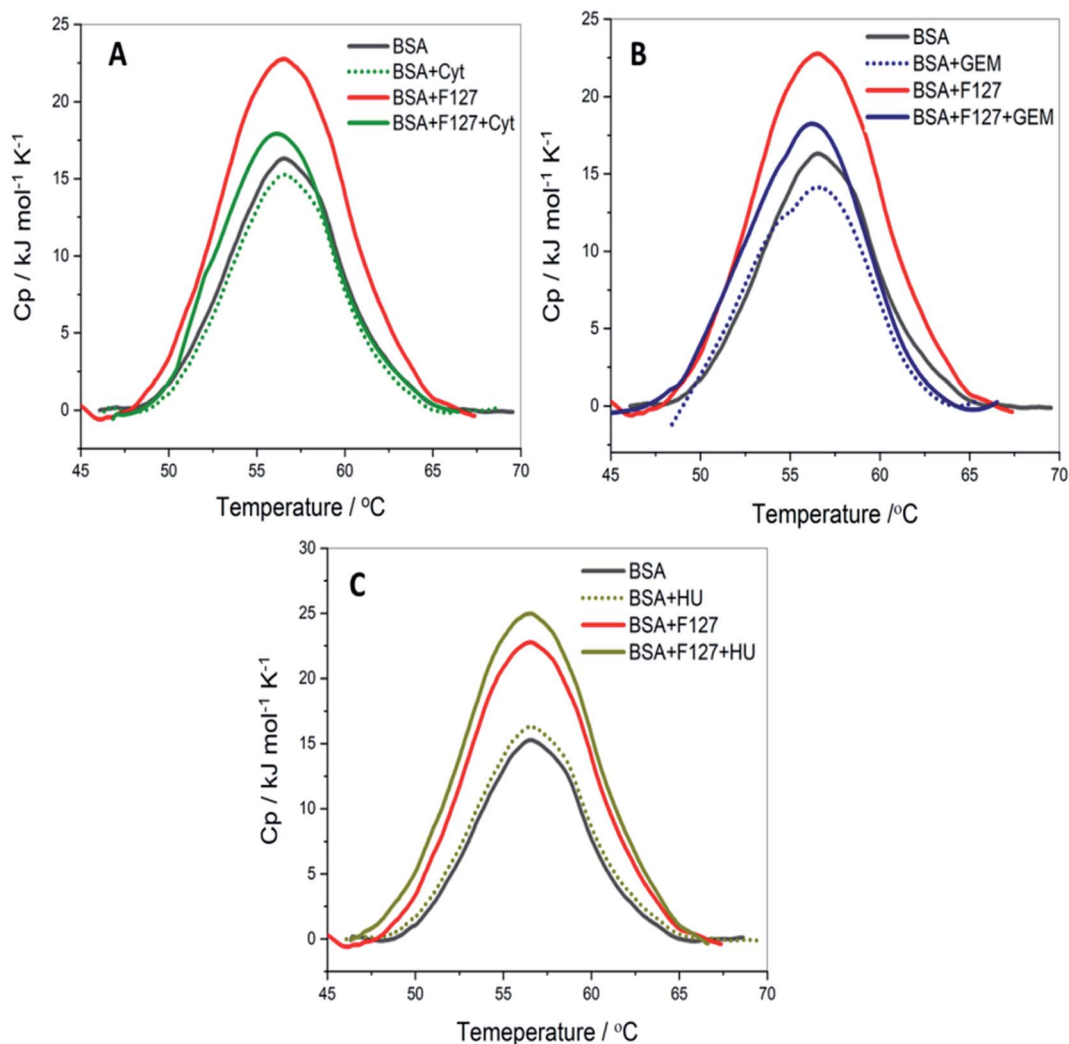 A
BSA
BSA+Cyt
BSA+F127
BSA+F127+Cyt
25
20
15
10
5
0
Cp / kJ mol⁻¹ K⁻¹
45 50 55 60 65 70
Temperature / ºC
B
BSA
BSA+GEM
BSA+F127
BSA+F127+GEM
25
20
15
10
5
0
Cp / kJ mol⁻¹ K⁻¹
45 50 55 60 65 70
Temperature /ºC
C
BSA
BSA+HU
BSA+F127
BSA+F127+HU
30
25
20
15
10
5
0
Cp / kJ mol⁻¹ K⁻¹
45 50 55 60 65 70
Temeperature / ºC